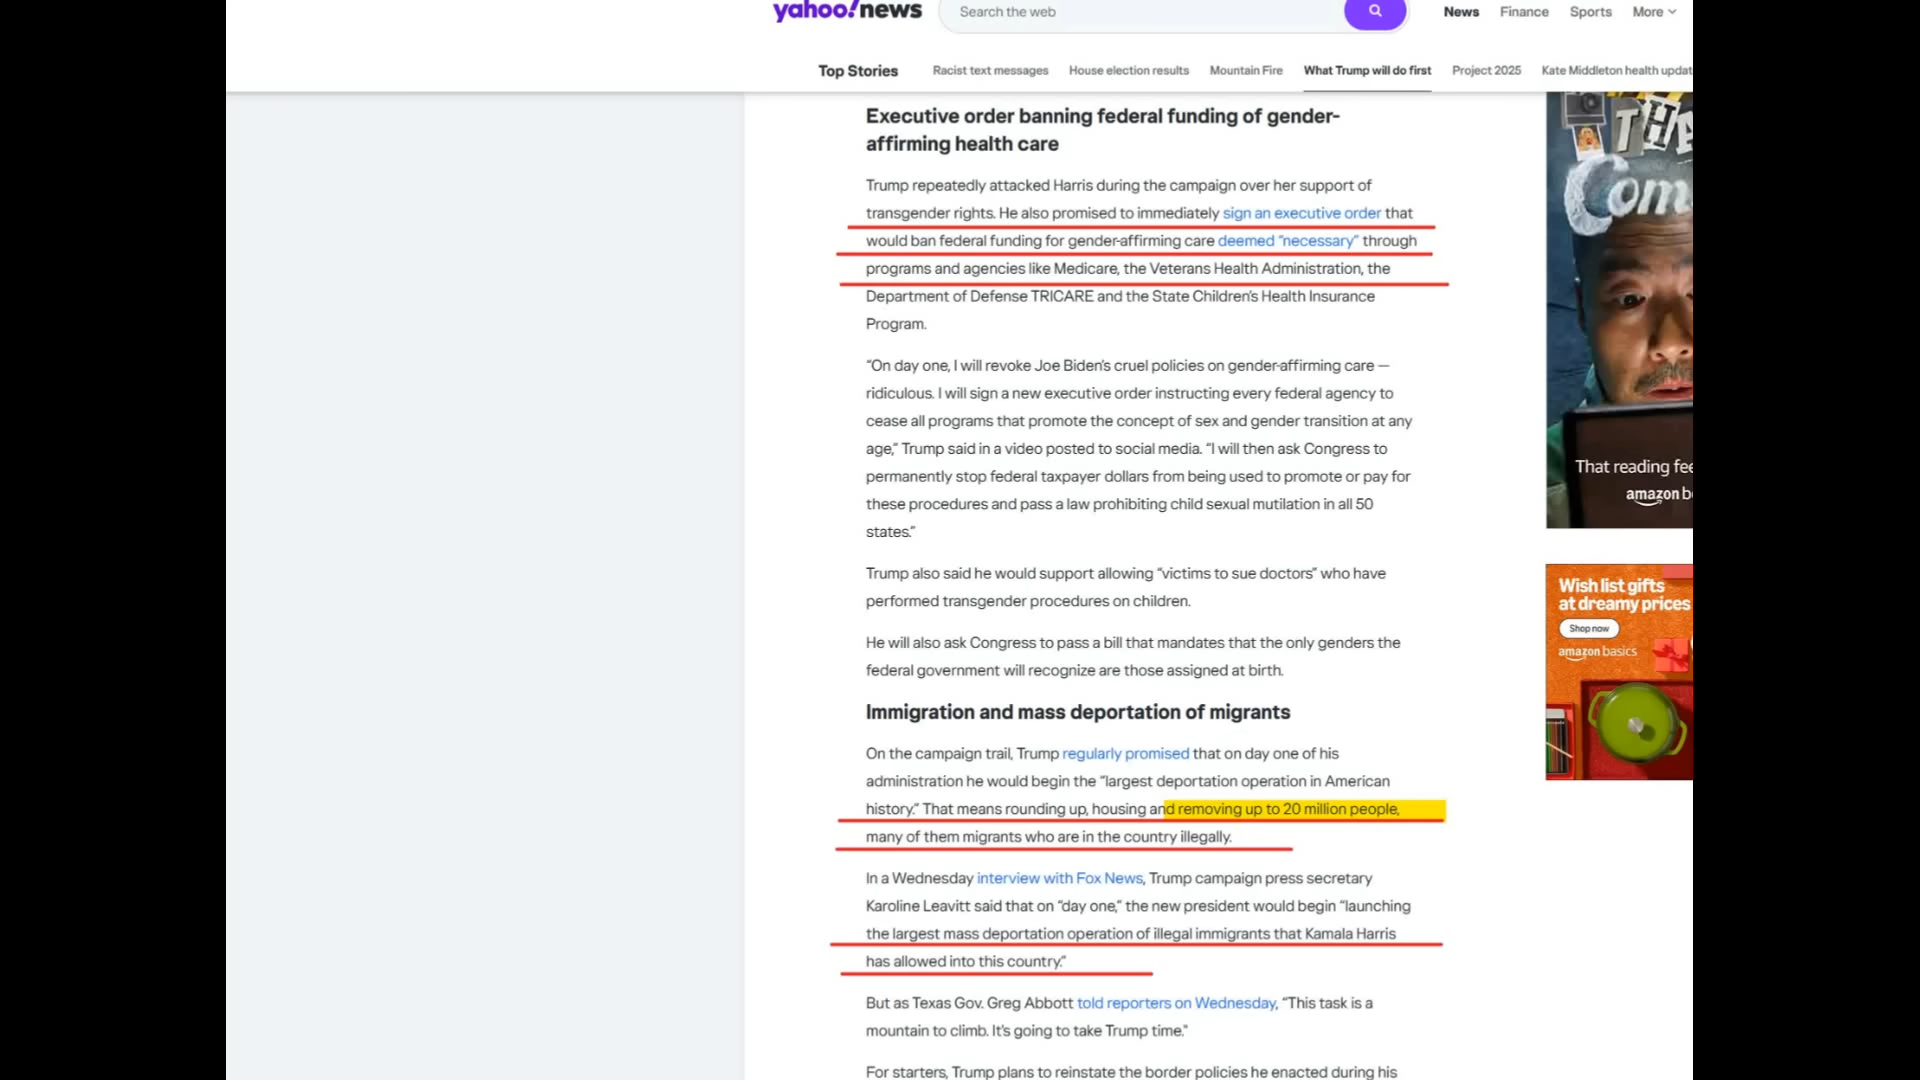 yahoo!news
Search the web
News Finance Sports More
Top Stories Racist text messages House election results Mountain Fire What Trump will do first Project 2025 Kate Middleton health updat
Executive order banning federal funding of gender-
affirming health care
Trump repeatedly attacked Harris during the campaign over her support of
transgender rights. He also promised to immediately sign an executive order that
would ban federal funding for gender-affirming care deemed “necessary” through
programs and agencies like Medicare, the Veterans Health Administration, the
Department of Defense TRICARE and the State Children’s Health Insurance
Program.
“On day one, I will revoke Joe Biden’s cruel policies on gender-affirming care —
ridiculous. I will sign a new executive order instructing every federal agency to
cease all programs that promote the concept of sex and gender transition at any
age,” Trump said in a video posted to social media. “I will then ask Congress to
permanently stop federal taxpayer dollars from being used to promote or pay for
these procedures and pass a law prohibiting child sexual mutilation in all 50
states.”
Trump also said he would support allowing “victims to sue doctors” who have
performed transgender procedures on children.
He will also ask Congress to pass a bill that mandates that the only genders the
federal government will recognize are those assigned at birth.
Immigration and mass deportation of migrants
On the campaign trail, Trump regularly promised that on day one of his
administration he would begin the “largest deportation operation in American
history.” That means rounding up, housing and removing up to 20 million people,
many of them migrants who are in the country illegally.
In a Wednesday interview with Fox News, Trump campaign press secretary
Karoline Leavitt said that on “day one,” the new president would begin “launching
the largest mass deportation operation of illegal immigrants that Kamala Harris
has allowed into this country.”
But as Texas Gov. Greg Abbott told reporters on Wednesday, “This task is a
mountain to climb. It’s going to take Trump time.”
For starters, Trump plans to reinstate the border policies he enacted during his
THE
Com
That reading fee
amazon b
Wish list gifts
at dreamy prices
Shop now
amazon basics